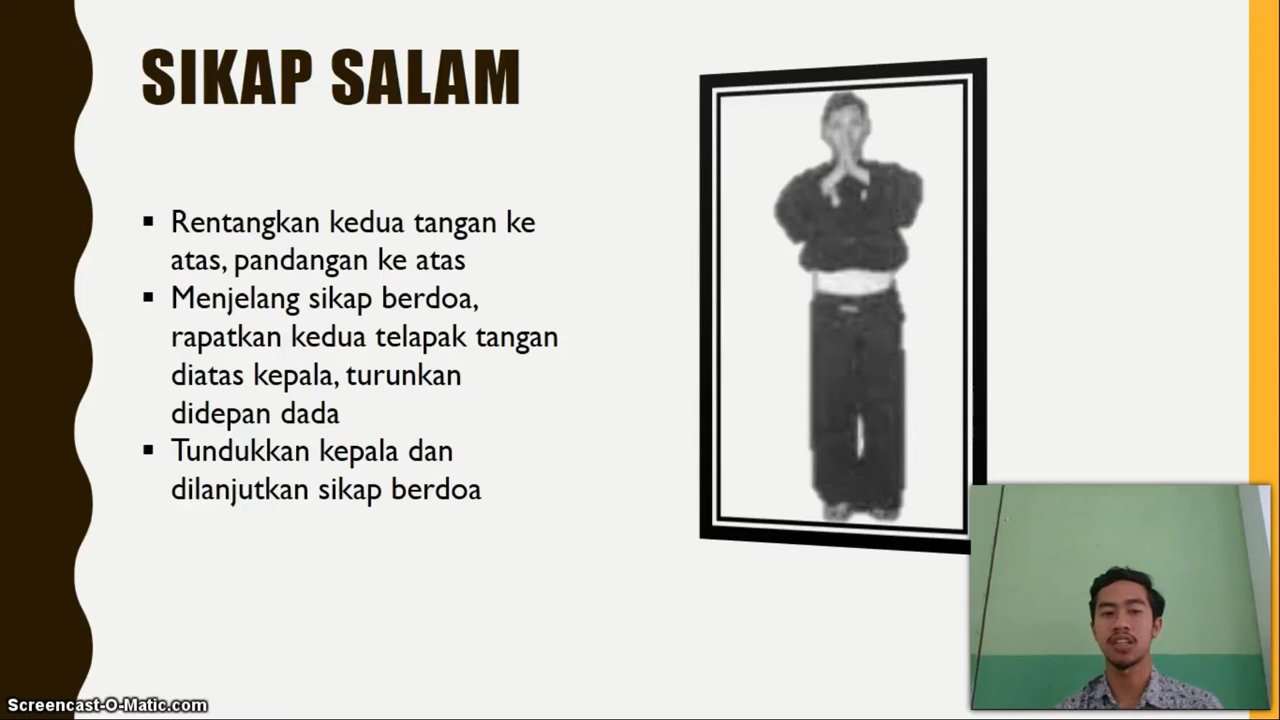 SIKAP SALAM
▪ Rentangkan kedua tangan ke
atas, pandangan ke atas
▪ Menjelang sikap berdoa,
rapatkan kedua telapak tangan
diatas kepala, turunkan
didepan dada
▪ Tundukkan kepala dan
dilanjutkan sikap berdoa
Screencast-O-Matic.com